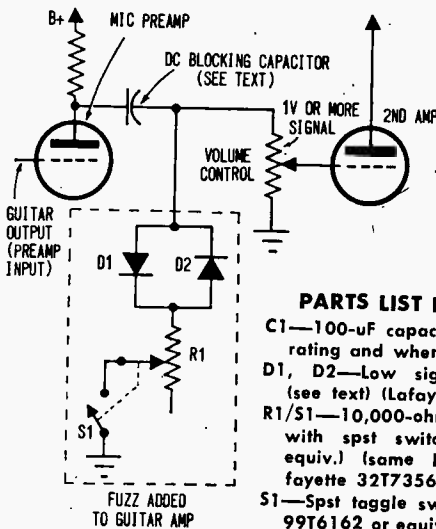 B+
MIC PREAMP
DC BLOCKING CAPACITOR
(SEE TEXT)
1V OR MORE
SIGNAL
2ND AMP
VOLUME
CONTROL
GUITAR
OUTPUT
(PREAMP
INPUT)
D1
D2
R1
S1
FUZZ ADDED
TO GUITAR AMP
PARTS LIST
C1—100-uF capac
rating and wher
D1, D2—Low sig
(see text) (Lafay
R1/S1—10,000-ohm
with spst switc
equiv.) (same
fayette 32T7356
S1—Spst taggle sw
99T6162 or equiv